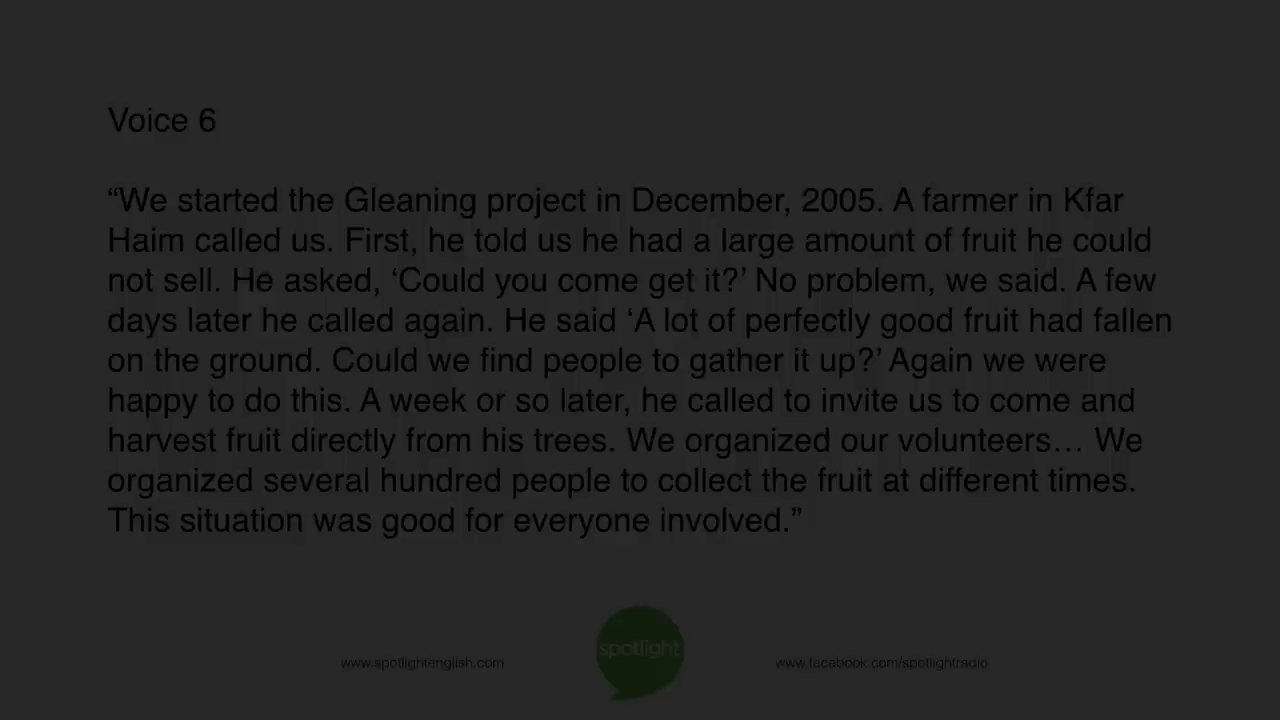 Voice 6
“We started the Gleaning project in December, 2005. A farmer in Kfar
Haim called us. First, he told us he had a large amount of fruit he could
not sell. He asked, ‘Could you come get it?’ No problem, we said. A few
days later he called again. He said ‘A lot of perfectly good fruit had fallen
on the ground. Could we find people to gather it up?’ Again we were
happy to do this. A week or so later, he called to invite us to come and
harvest fruit directly from his trees. We organized our volunteers… We
organized several hundred people to collect the fruit at different times.
This situation was good for everyone involved.”
spotlight
www.spotlightenglish.com
www.facebook.com/spotlightradio